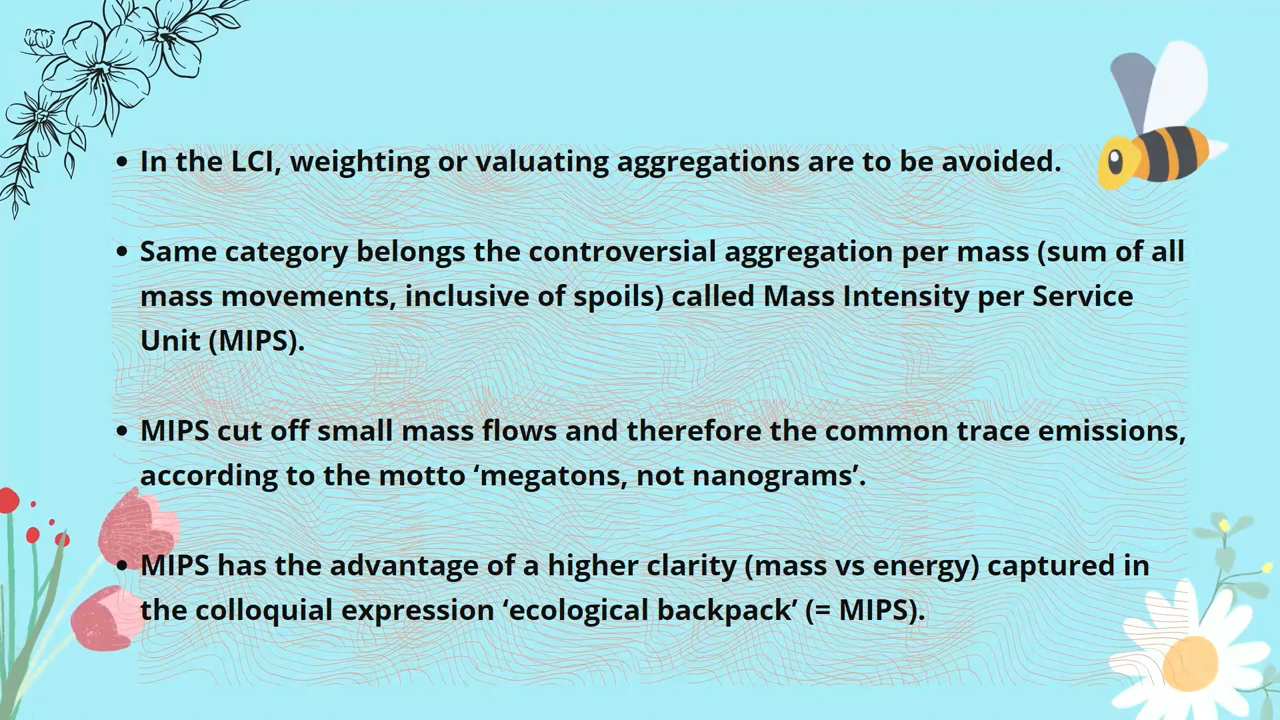 • In the LCI, weighting or valuating aggregations are to be avoided.
• Same category belongs the controversial aggregation per mass (sum of all
mass movements, inclusive of spoils) called Mass Intensity per Service
Unit (MIPS).
• MIPS cut off small mass flows and therefore the common trace emissions,
according to the motto ‘megatons, not nanograms’.
• MIPS has the advantage of a higher clarity (mass vs energy) captured in
the colloquial expression ‘ecological backpack’ (= MIPS).